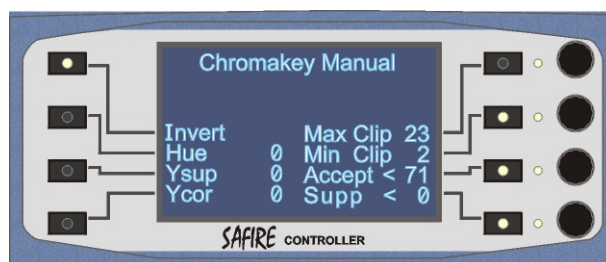 Chromakey Manual
Invert Max Clip 23
Hue 0 Min Clip 2
Ysup 0 Accept < 71
Ycor 0 Supp < 0
SAFIRE CONTROLLER